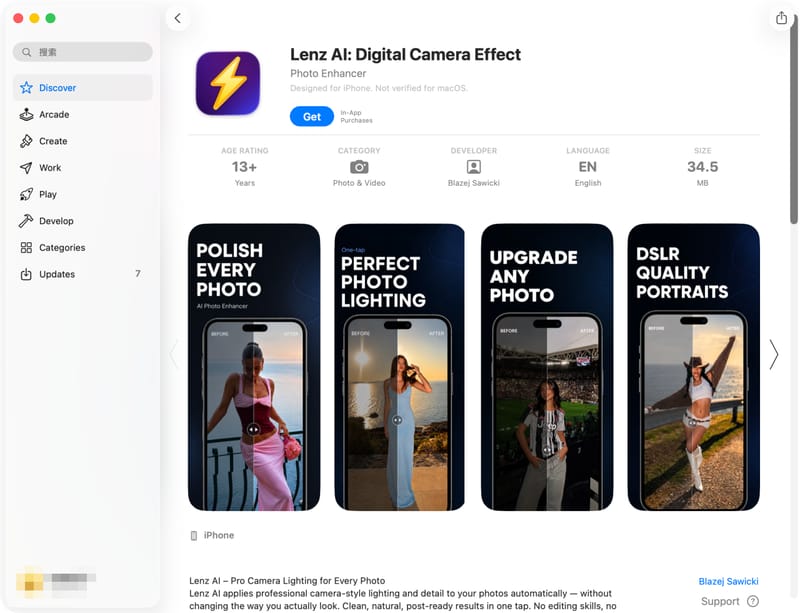 搜索
Discover
Arcade
Create
Work
Play
Develop
Categories
Updates 7
Lenz AI: Digital Camera Effect
Photo Enhancer
Designed for iPhone. Not verified for macOS.
Get
In-App
Purchases
AGE RATING
13+
Years
CATEGORY
Photo & Video
DEVELOPER
Blazej Sawicki
LANGUAGE
EN
English
SIZE
34.5
MB
POLISH
EVERY
PHOTO
AI Photo Enhancer
BEFORE AFTER
One-tap
PERFECT
PHOTO
LIGHTING
BEFORE AFTER
UPGRADE
ANY
PHOTO
BEFORE AFTER
DSLR
QUALITY
PORTRAITS
BEFORE AFTER
iPhone
Lenz AI – Pro Camera Lighting for Every Photo
Lenz AI applies professional camera-style lighting and detail to your photos automatically — without
changing the way you actually look. Clean, natural, post-ready results in one tap. No editing skills, no
Blazej Sawicki
Support